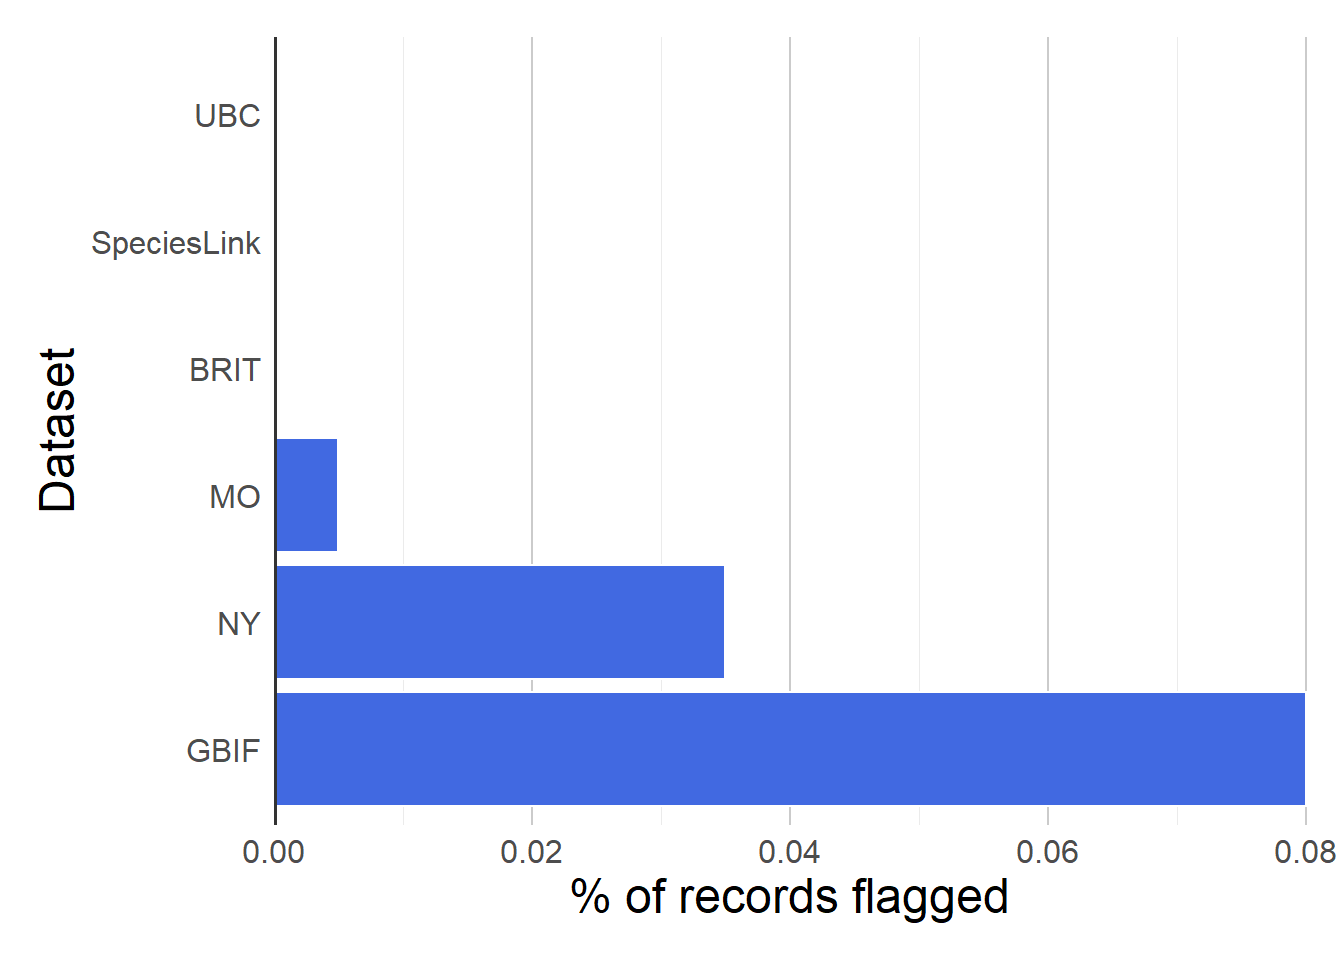 UBC
SpeciesLink
BRIT
MO
NY
GBIF
Dataset
0.00 0.02 0.04 0.06 0.08
% of records flagged